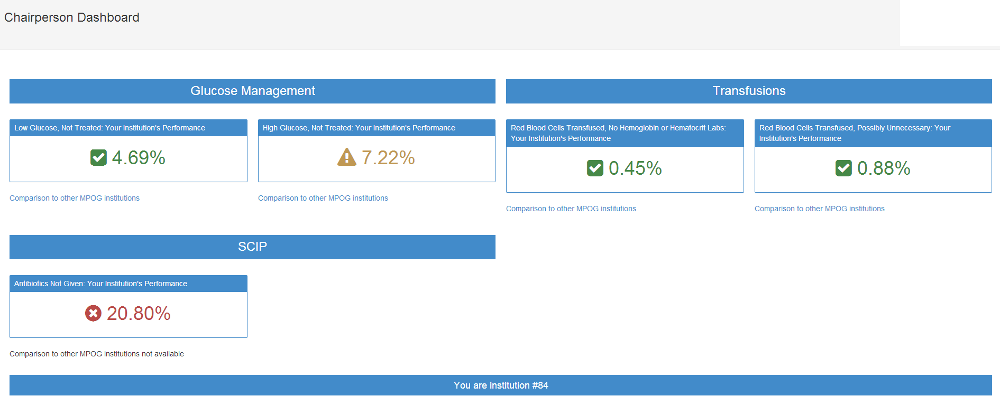 Chairperson Dashboard
Glucose Management
Low Glucose, Not Treated: Your Institution's Performance
4.69%
Comparison to other MPOG institutions
High Glucose, Not Treated: Your Institution's Performance
7.22%
Comparison to other MPOG institutions
Transfusions
Red Blood Cells Transfused, No Hemoglobin or Hematocrit Labs:
Your Institution's Performance
0.45%
Comparison to other MPOG institutions
Red Blood Cells Transfused, Possibly Unnecessary: Your
Institution's Performance
0.88%
Comparison to other MPOG institutions
SCIP
Antibiotics Not Given: Your Institution's Performance
20.80%
Comparison to other MPOG institutions not available
You are institution #84